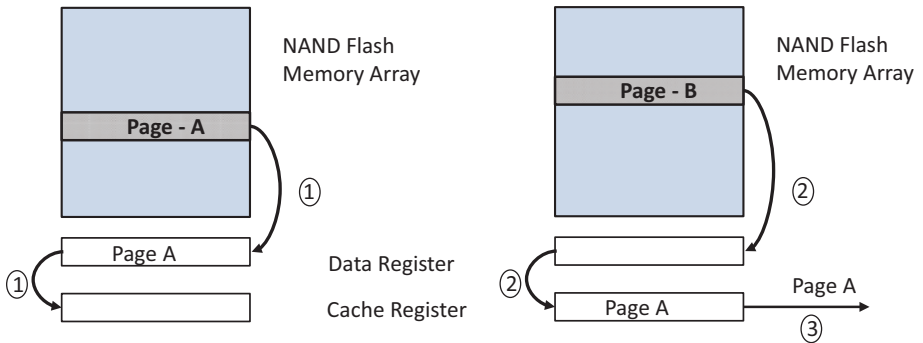 NAND Flash
Memory Array
Page - A
1
Page A
1
Data Register
Cache Register
NAND Flash
Memory Array
Page - B
2
2
Page A
Page A
3